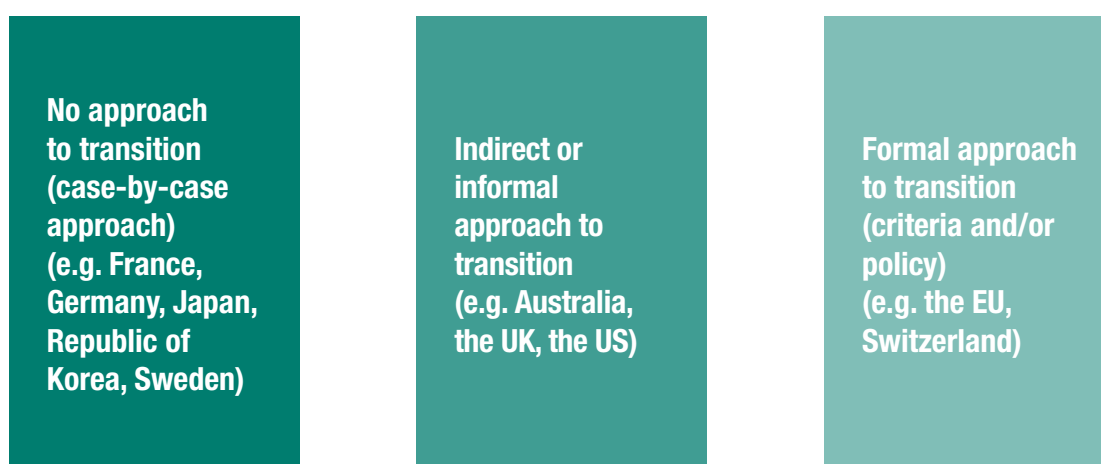 No approach
to transition
(case-by-case
approach)
(e.g. France,
Germany, Japan,
Republic of
Korea, Sweden)
Indirect or
informal
approach to
transition
(e.g. Australia,
the UK, the US)
Formal approach
to transition
(criteria and/or
policy)
(e.g. the EU,
Switzerland)